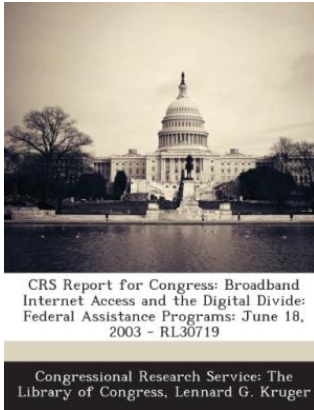 CRS Report for Congress: Broadband
Internet Access and the Digital Divide:
Federal Assistance Programs: June 18,
2003 - RL30719
Congressional Research Service: The
Library of Congress, Lennard G. Kruger